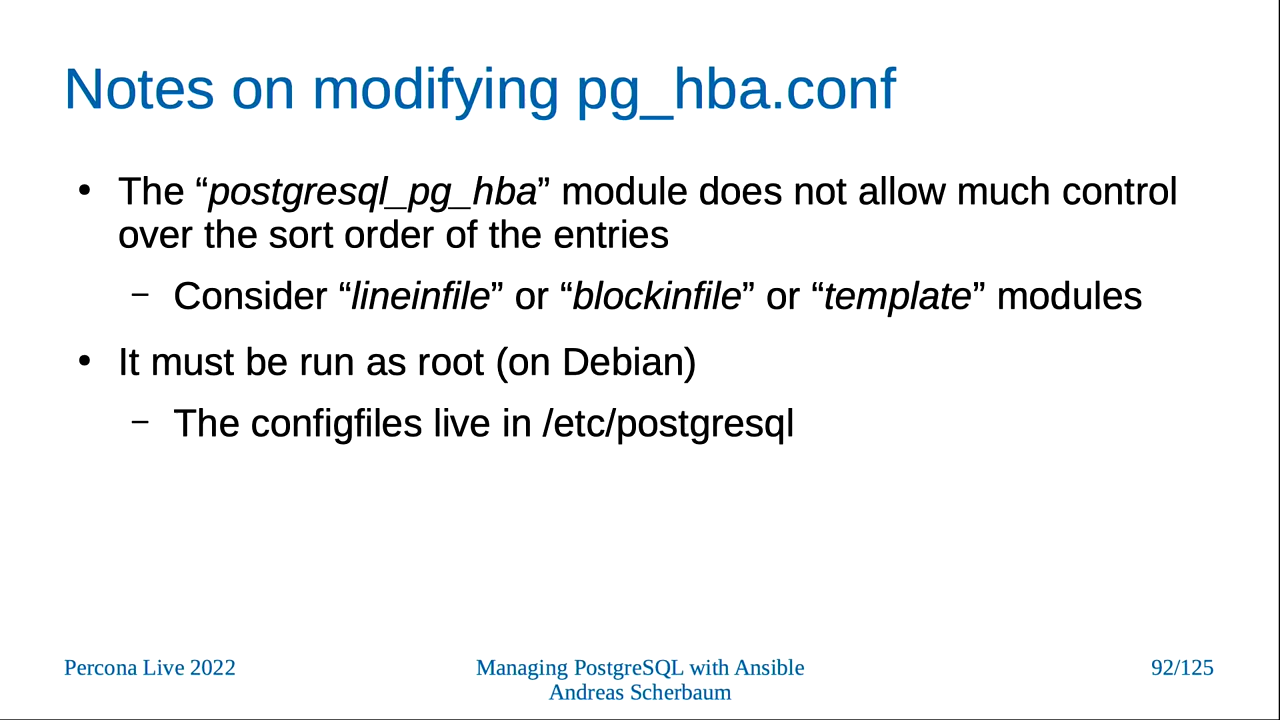 Notes on modifying pg_hba.conf
• The “postgresql_pg_hba” module does not allow much control
over the sort order of the entries
– Consider “lineinfile” or “blockinfile” or “template” modules
• It must be run as root (on Debian)
– The configfiles live in /etc/postgresql
Percona Live 2022
Managing PostgreSQL with Ansible
Andreas Scherbaum
92/125